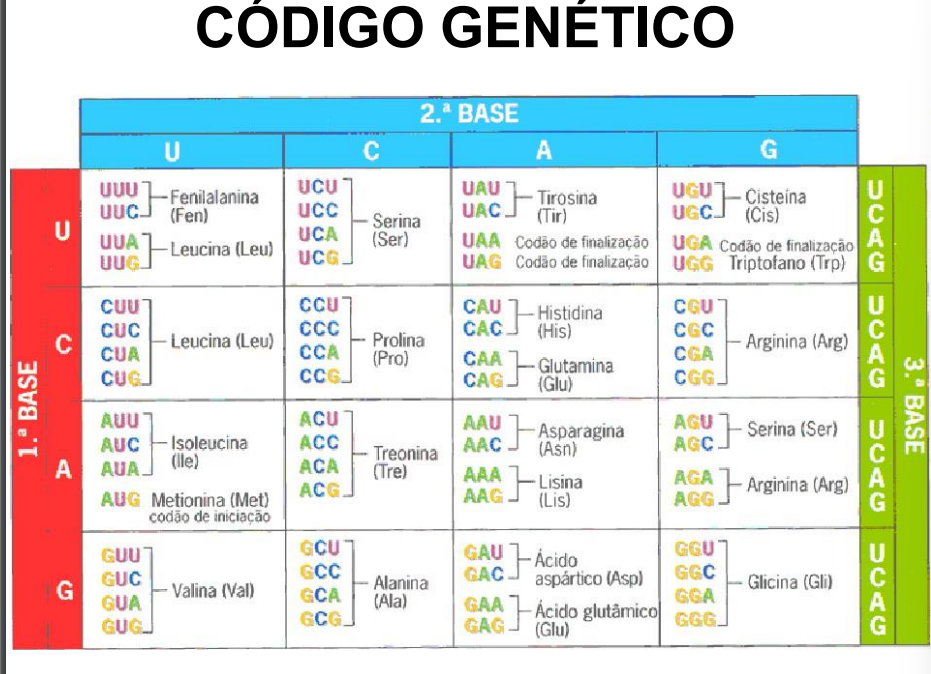 CÓDIGO GENÉTICO
2.ª BASE
U C A G
1.ª BASE
3.ª BASE
U
UUU
UUC
Fenilalanina
(Fen)
UUA
UUG
Leucina (Leu)
UCU
UCC
UCA
UCG
Serina
(Ser)
UAU
UAC
Tirosina
(Tir)
UAA Codão de finalização
UAG Codão de finalização
UGU
UGC
Cisteína
(Cis)
UGA Codão de finalização
UGG Triptofano (Trp)
U
C
A
G
C
CUU
CUC
CUA
CUG
Leucina (Leu)
CCU
CCC
CCA
CCG
Prolina
(Pro)
CAU
CAC
Histidina
(His)
CAA
CAG
Glutamina
(Glu)
CGU
CGC
CGA
CGG
Arginina (Arg)
U
C
A
G
A
AUU
AUC
AUA
Isoleucina
(Ile)
AUG Metionina (Met)
codão de iniciação
ACU
ACC
ACA
ACG
Treonina
(Tre)
AAU
AAC
Asparagina
(Asn)
AAA
AAG
Lisina
(Lis)
AGU
AGC
Serina (Ser)
AGA
AGG
Arginina (Arg)
U
C
A
G
G
GUU
GUC
GUA
GUG
Valina (Val)
GCU
GCC
GCA
GCG
Alanina
(Ala)
GAU
GAC
Ácido
aspártico (Asp)
GAA
GAG
Ácido glutâmico
(Glu)
GGU
GGC
GGA
GGG
Glicina (Gli)
U
C
A
G